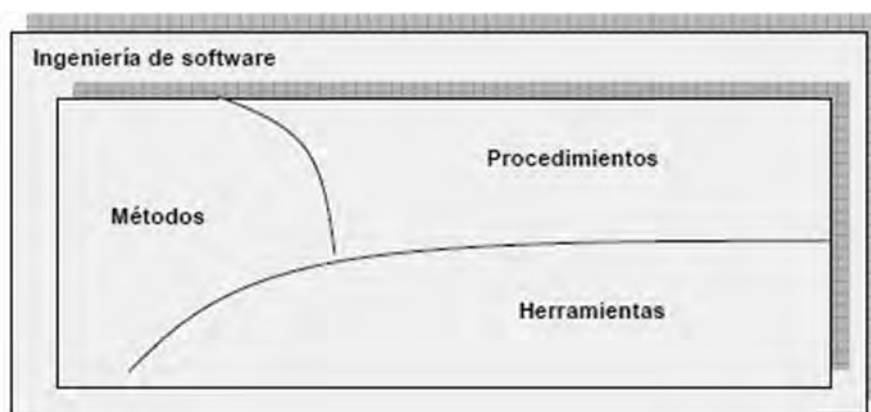 Ingeniería de software
Procedimientos
Métodos
Herramientas